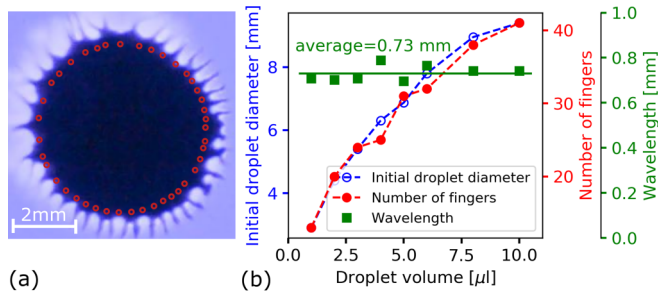 2mm
(a)
(b)
Initial droplet diameter [mm]
8
6
4
average=0.73 mm
Initial droplet diameter
Number of fingers
Wavelength
0.0
2.5
5.0
7.5
10.0
Droplet volume [μl]
40
30
20
Number of fingers
1.0
0.8
0.6
0.4
0.2
0.0
Wavelength [mm]